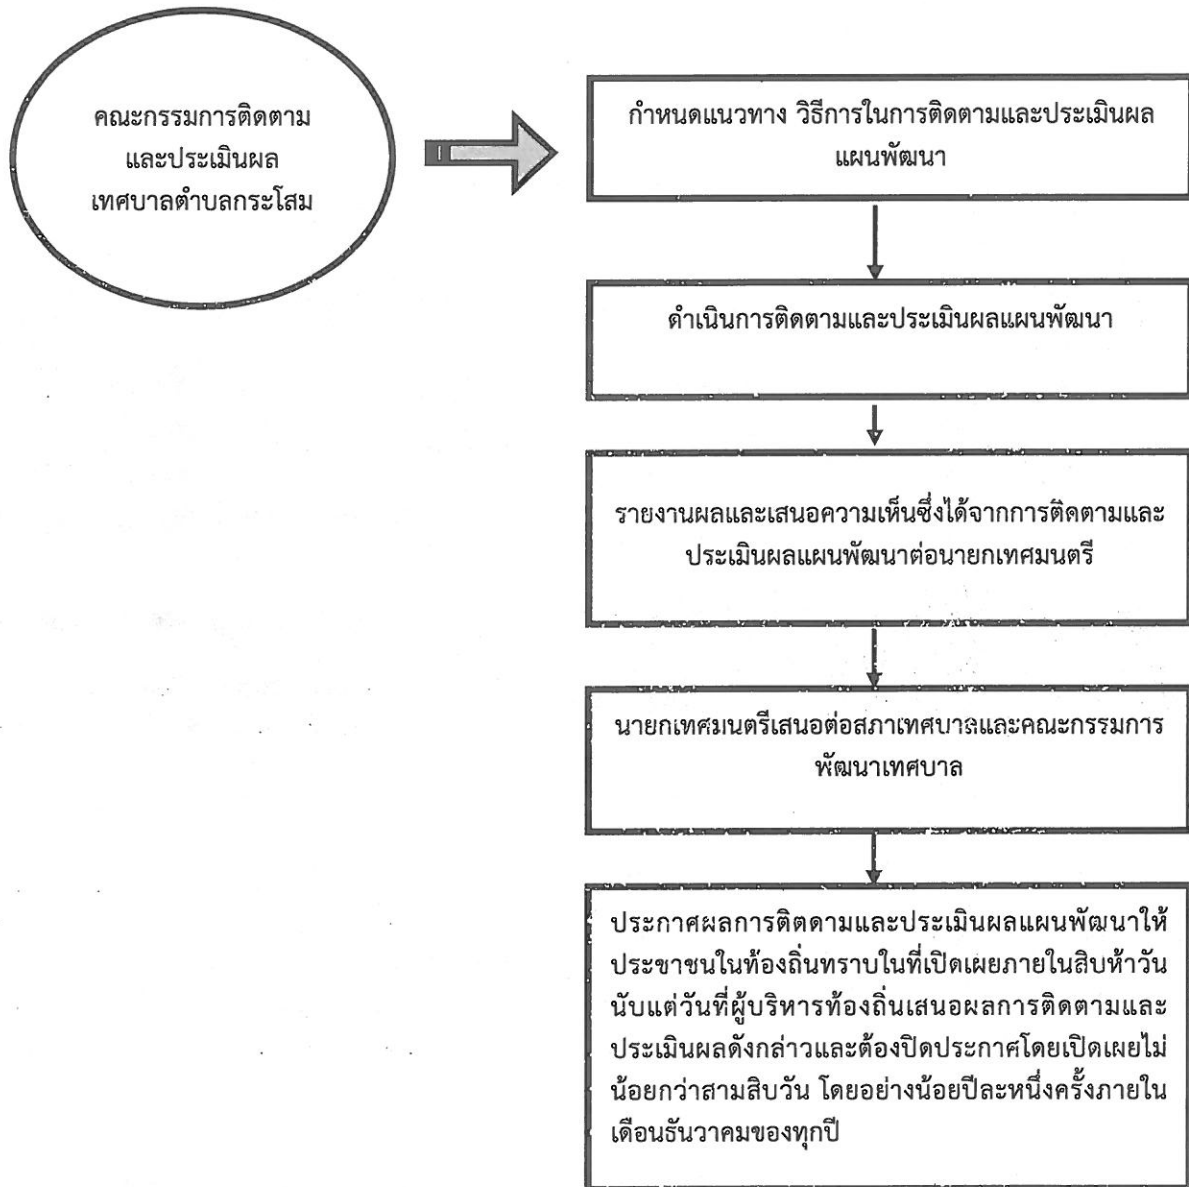 คณะกรรมการติดตาม
และประเมินผล
เทศบาลตำบลกระโสม
กำหนดแนวทาง วิธีการในการติดตามและประเมินผล
แผนพัฒนา
ดำเนินการติดตามและประเมินผลแผนพัฒนา
รายงานผลและเสนอความเห็นซึ่งได้จากการติดตามและ
ประเมินผลแผนพัฒนาต่อนายกเทศมนตรี
นายกเทศมนตรีเสนอต่อสภาเทศบาลและคณะกรรมการ
พัฒนาเทศบาล
ประกาศผลการติดตามและประเมินผลแผนพัฒนาให้
ประชาชนในท้องถิ่นทราบในที่เปิดเผยภายในสิบห้าวัน
นับแต่วันที่ผู้บริหารท้องถิ่นเสนอผลการติดตามและ
ประเมินผลดังกล่าวและต้องปิดประกาศโดยเปิดเผยไม่
น้อยกว่าสามสิบวัน โดยอย่างน้อยปีละหนึ่งครั้งภายใน
เดือนธันวาคมของทุกปี